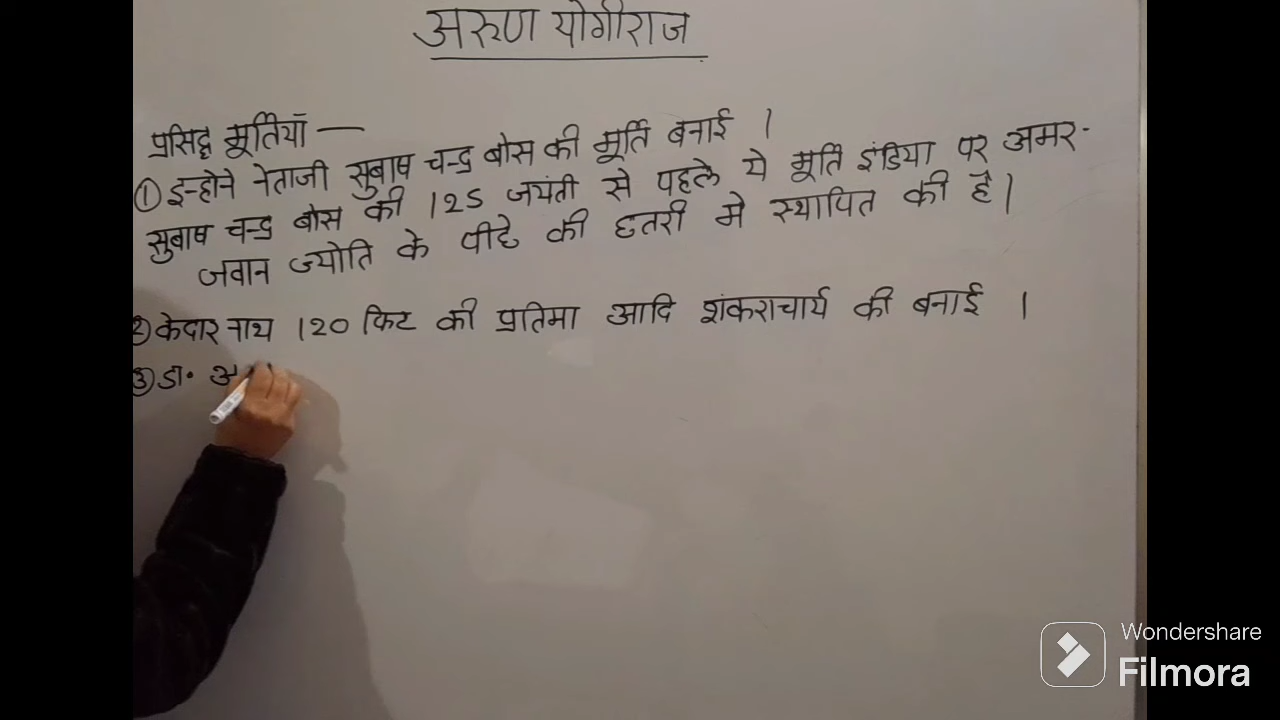 अरुण योगीराज
प्रसिद्ध मूर्तियाँ —
① इन्होने नेताजी सुबाष चन्द्र बोस की मूर्ति बनाई ।
सुबाष चन्द्र बोस की 125 जयंती से पहले ये मूर्ति इंडिया पर अमर-
जवान ज्योति के पीछे की छतरी मे स्थापित की है।
② केदारनाथ 120 फिट की प्रतिमा आदि शंकराचार्य की बनाई ।
③ डा॰
Wondershare
Filmora